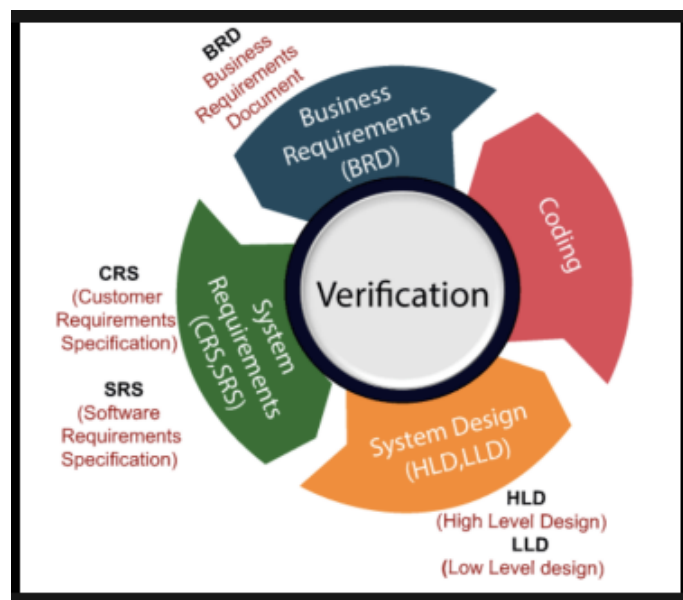 BRD
Business
Requirements
Document
Business
Requirements
(BRD)
Coding
Verification
CRS
(Customer
Requirements
Specification)
SRS
(Software
Requirements
Specification)
System
Requirements
(CRS,SRS)
System Design
(HLD,LLD)
HLD
(High Level Design)
LLD
(Low Level design)